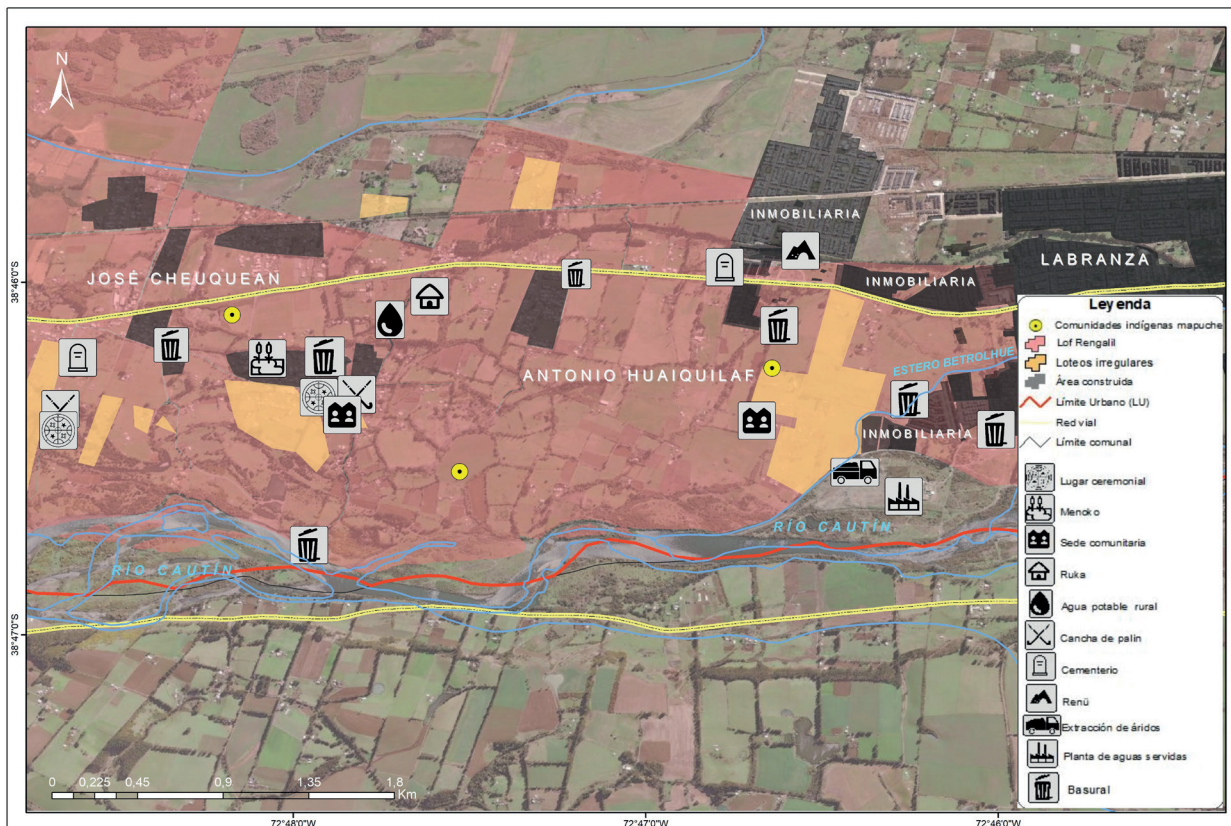 N
INMOBILIARIA
JOSÉ CHEUQUEAN
LABRANZA
INMOBILIARIA
38°46'0"S
Leyenda
Comunidades indígenas mapuche
Lof Rengalil
Loteos irregulares
Área construida
Límite Urbano (LU)
Red vial
Límite comunal
Lugar ceremonial
Menoko
Sede comunitaria
Ruka
Agua potable rural
Cancha de palín
Cementerio
Renü
Extracción de áridos
Planta de aguas servidas
Basural
ESTERO BETROLHUE
ANTONIO HUAIQUILAF
INMOBILIARIA
RÍO CAUTÍN
RÍO CAUTÍN
38°47'0"S
0 0,225 0,45 0,9 1,35 1,8
Km
72°48'0"W 72°47'0"W 72°46'0"W